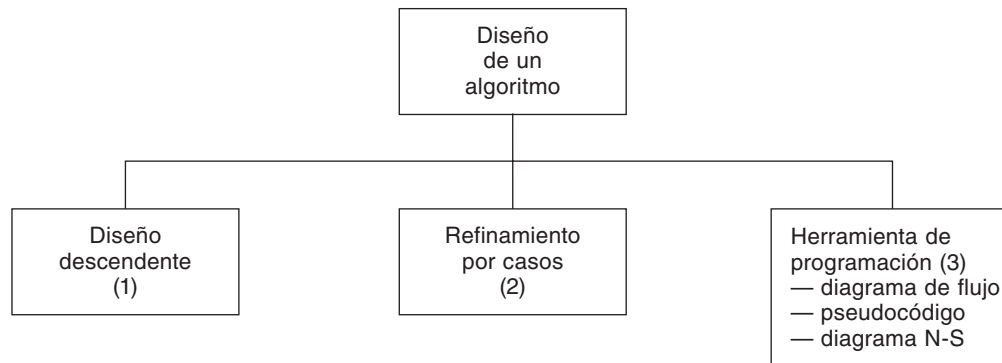 Diseño
de un
algoritmo
Diseño
descendente
(1)
Refinamiento
por casos
(2)
Herramienta de
programación (3)
— diagrama de flujo
— pseudocódigo
— diagrama N-S